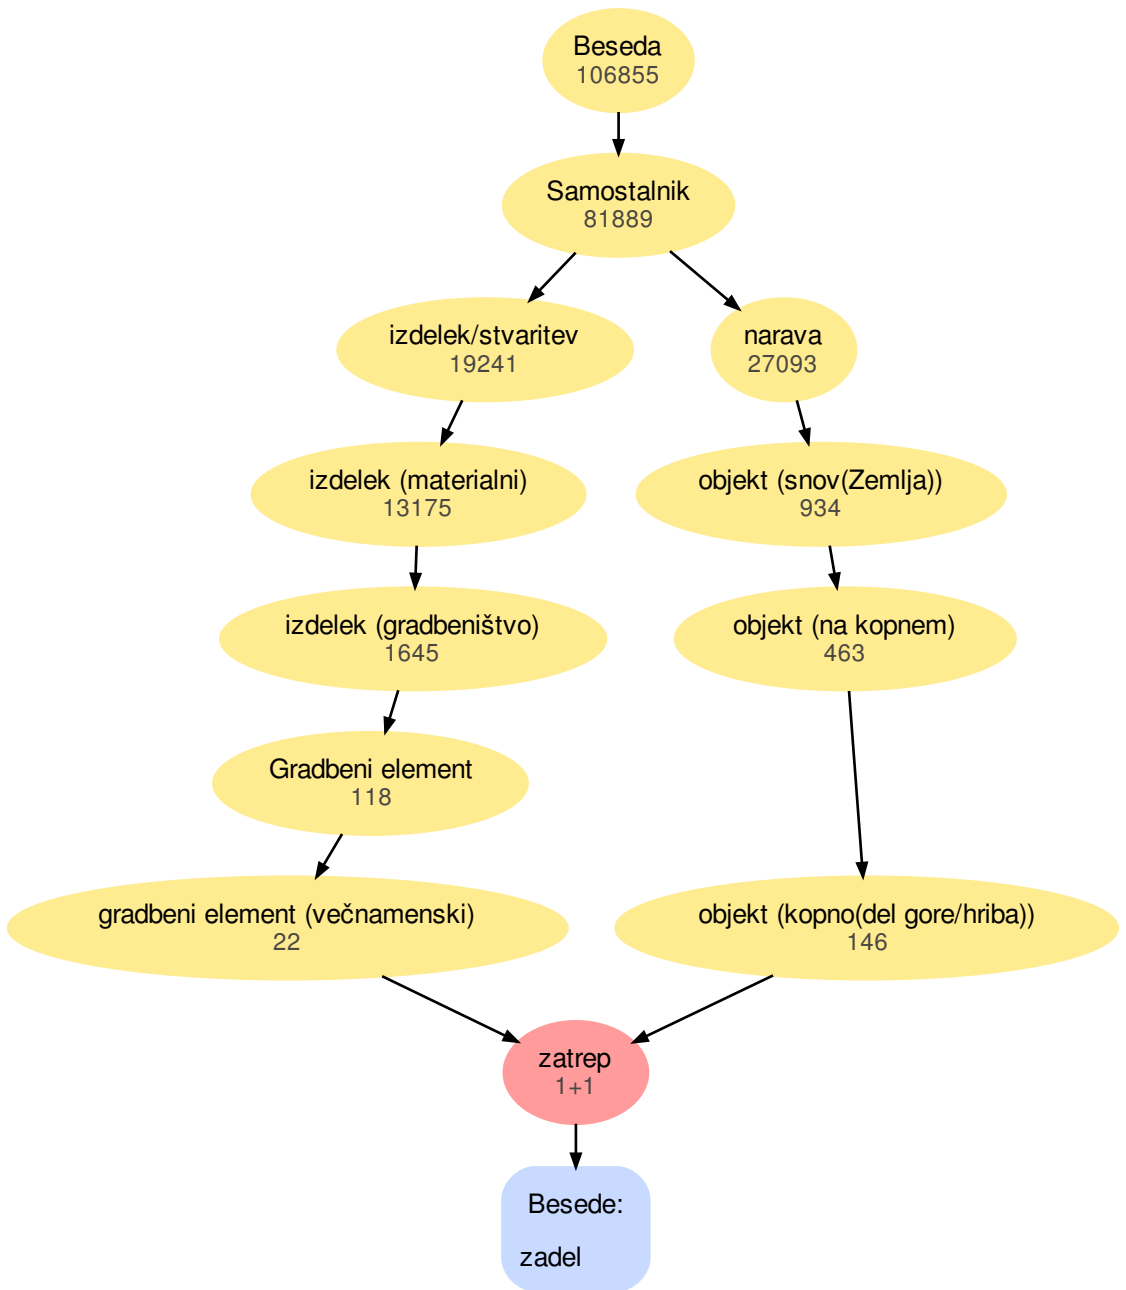 Beseda
106855
Samostalnik
81889
izdelek/stvaritev
19241
narava
27093
izdelek (materialni)
13175
objekt (snov(Zemlja))
934
izdelek (gradbeništvo)
1645
objekt (na kopnem)
463
Gradbeni element
118
gradbeni element (večnamenski)
22
objekt (kopno(del gore/hriba))
146
zatrep
1+1
Besede:
zadel